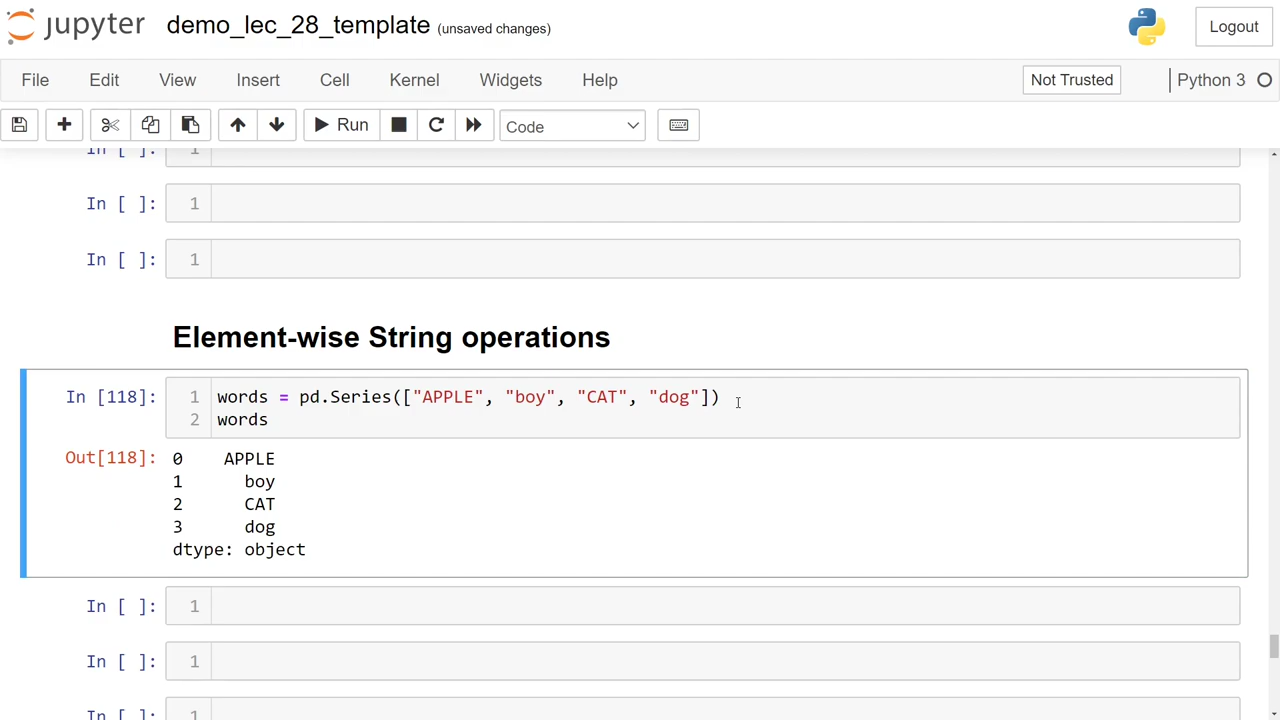 jupyter demo_lec_28_template (unsaved changes) Logout
File Edit View Insert Cell Kernel Widgets Help Not Trusted Python 3
Run Code
In [ ]: 1
In [ ]: 1
In [ ]: 1
Element-wise String operations
In [118]: 1 words = pd.Series(["APPLE", "boy", "CAT", "dog"])
2 words
Out[118]: 0 APPLE
1 boy
2 CAT
3 dog
dtype: object
In [ ]: 1
In [ ]: 1
In [ ]: 1